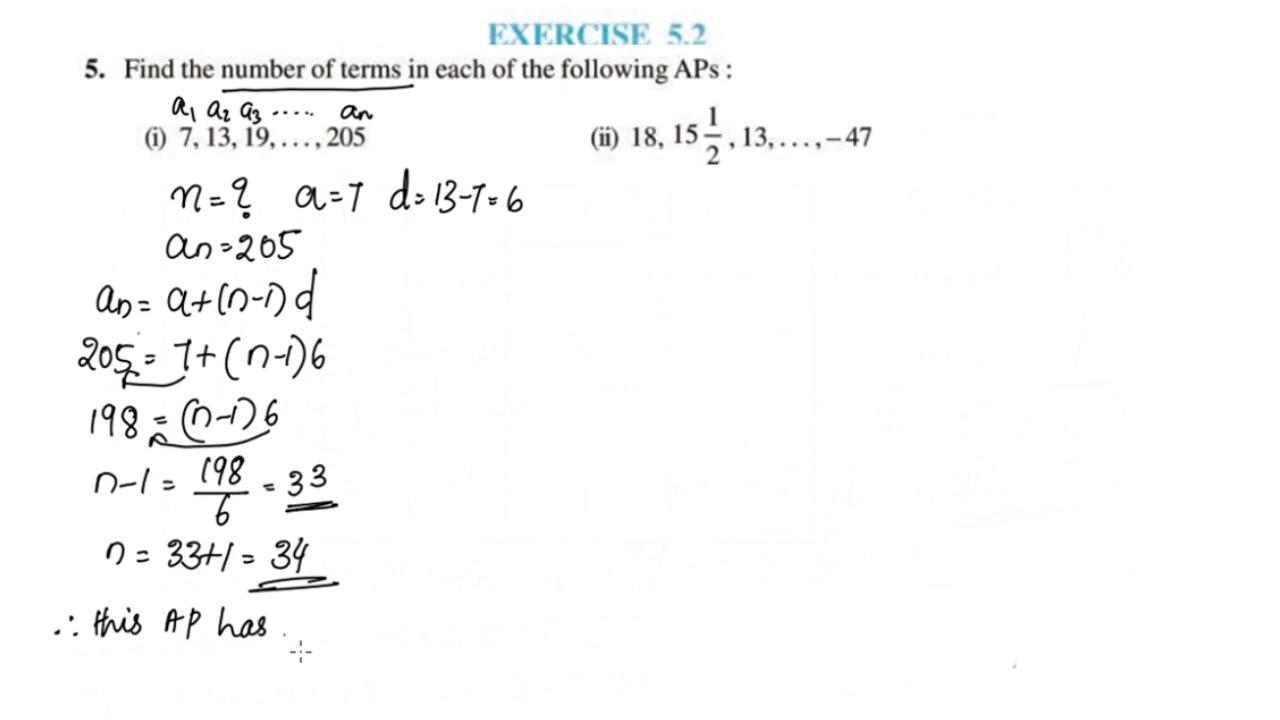 EXERCISE 5.2
5. Find the number of terms in each of the following APs :
a1 a2 a3 ..... an
(i) 7, 13, 19, . . . , 205
(ii) 18, 15 1/2 , 13, . . . , – 47
n = ? a = 7 d = 13-7 = 6
an = 205
an = a+(n-1) d
205 = 7+(n-1)6
198 = (n-1)6
n-1 = 198/6 = 33
n = 33+1 = 34
∴ this AP has